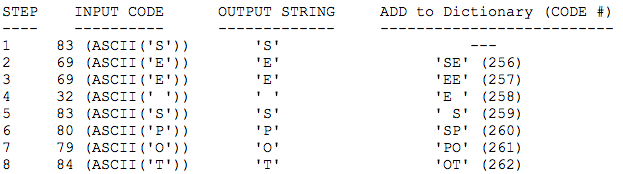 STEP INPUT CODE OUTPUT STRING ADD to Dictionary (CODE #)
---- ---------- ------------- --------------------------
1 83 (ASCII('S')) 'S' ---
2 69 (ASCII('E')) 'E' 'SE' (256)
3 69 (ASCII('E')) 'E' 'EE' (257)
4 32 (ASCII(' ')) ' ' 'E ' (258)
5 83 (ASCII('S')) 'S' ' S' (259)
6 80 (ASCII('P')) 'P' 'SP' (260)
7 79 (ASCII('O')) 'O' 'PO' (261)
8 84 (ASCII('T')) 'T' 'OT' (262)